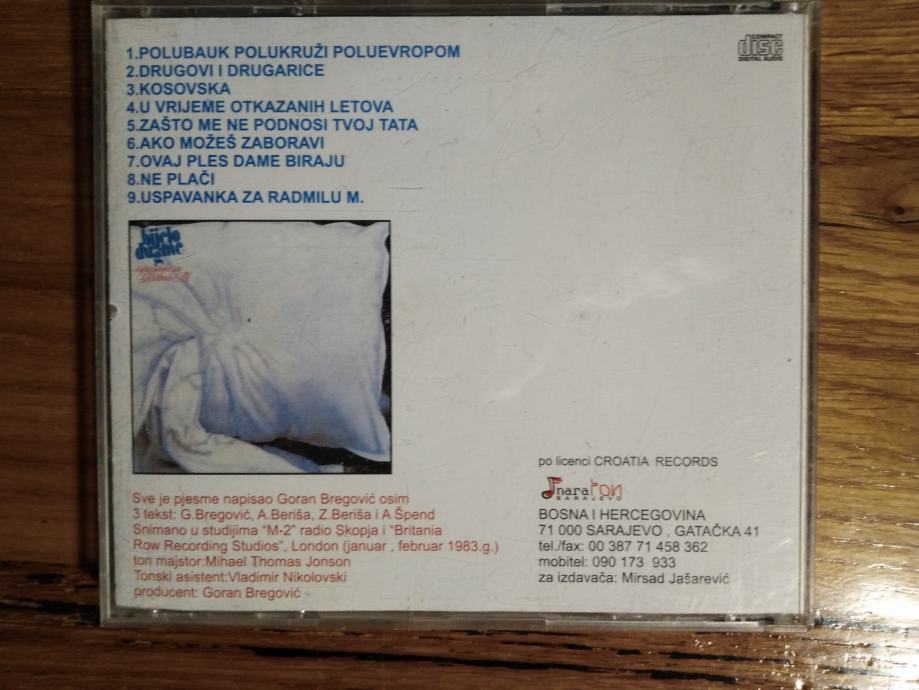 1.POLUBAUK POLUKRUŽI POLUEVROPOM
2.DRUGOVI I DRUGARICE
3.KOSOVSKA
4.U VRIJEME OTKAZANIH LETOVA
5.ZAŠTO ME NE PODNOSI TVOJ TATA
6.AKO MOŽEŠ ZABORAVI
7.OVAJ PLES DAME BIRAJU
8.NE PLAČI
9.USPAVANKA ZA RADMILU M.
COMPACT
disc
DIGITAL AUDIO
bijelo
dugme
Sve je pjesme napisao Goran Bregović osim
3 tekst: G.Bregović, A.Beriša, Z.Beriša i A Špend
Snimano u studijima “M-2” radio Skopja i “Britania
Row Recording Studios”, London (januar , februar 1983.g.)
ton majstor:Mihael Thomas Jonson
Tonski asistent:Vladimir Nikolovski
producent: Goran Bregović
po licenci CROATIA RECORDS
naraton
SARAJEVO
BOSNA I HERCEGOVINA
71 000 SARAJEVO , GATAČKA 41
tel./fax: 00 387 71 458 362
mobitel: 090 173 933
za izdavača: Mirsad Jašarević